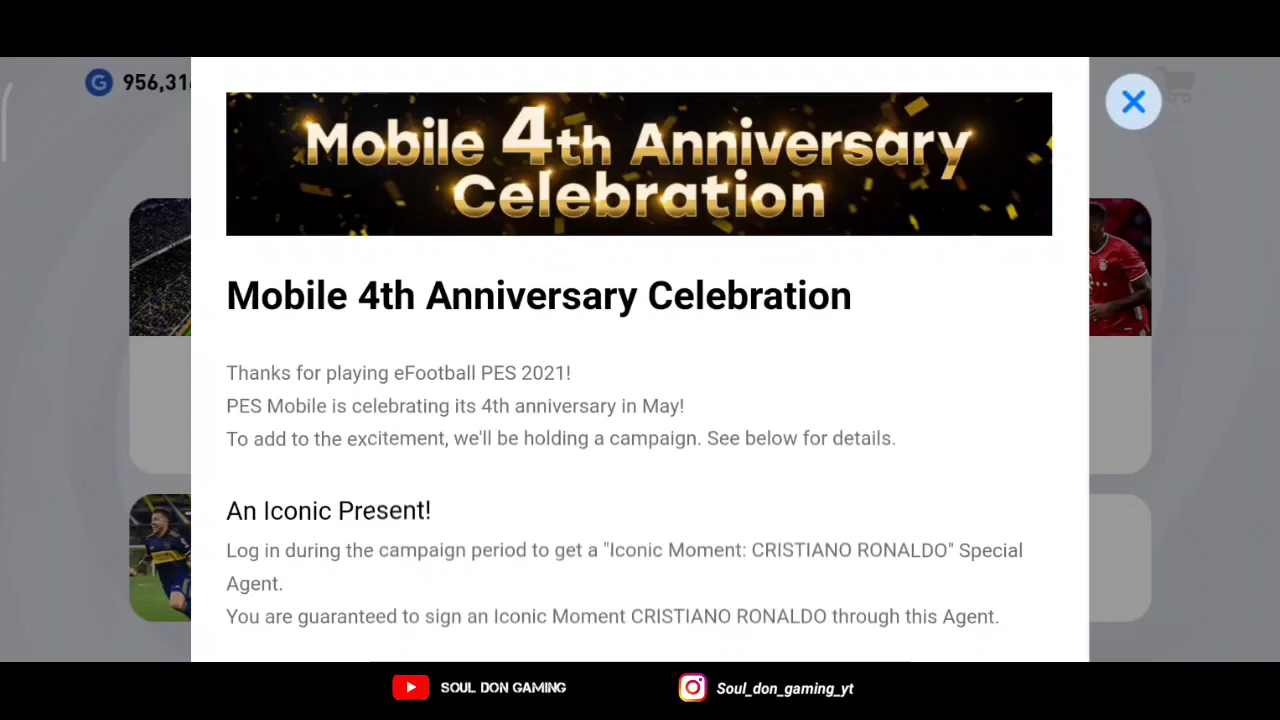 956,31
Mobile 4th Anniversary
Celebration
Mobile 4th Anniversary Celebration
Thanks for playing eFootball PES 2021!
PES Mobile is celebrating its 4th anniversary in May!
To add to the excitement, we'll be holding a campaign. See below for details.
An Iconic Present!
Log in during the campaign period to get a "Iconic Moment: CRISTIANO RONALDO" Special
Agent.
You are guaranteed to sign an Iconic Moment CRISTIANO RONALDO through this Agent.
SOUL DON GAMING
Soul_don_gaming_yt